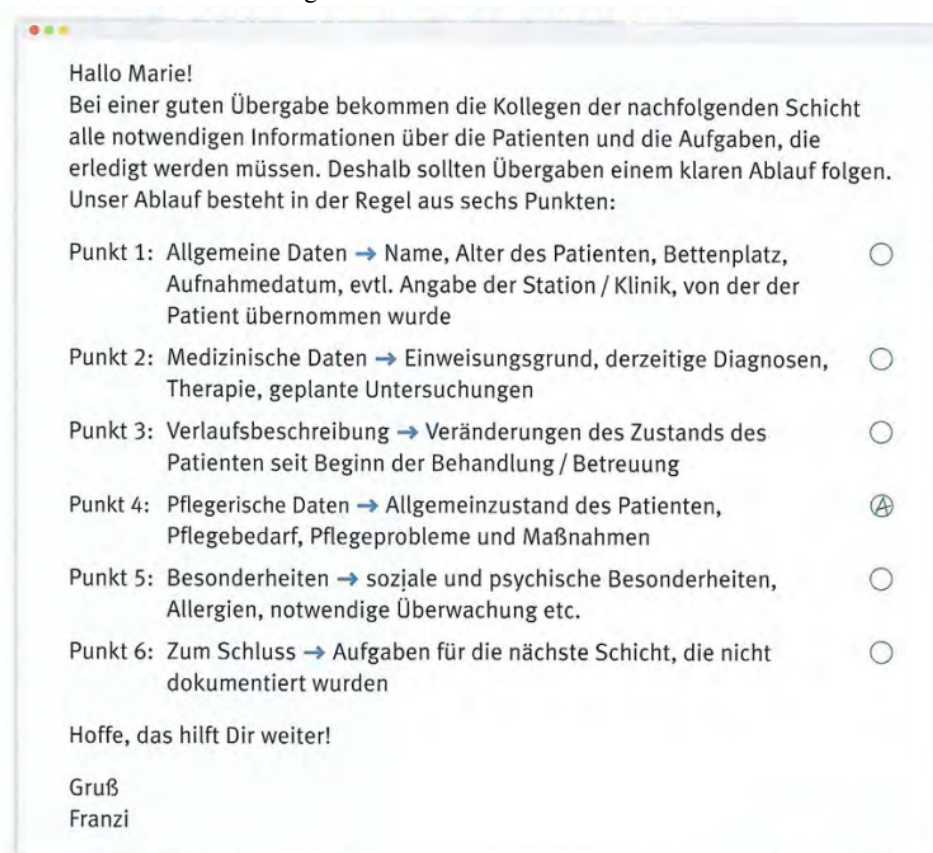 Hallo Marie!
Bei einer guten Übergabe bekommen die Kollegen der nachfolgenden Schicht
alle notwendigen Informationen über die Patienten und die Aufgaben, die
erledigt werden müssen. Deshalb sollten Übergaben einem klaren Ablauf folgen.
Unser Ablauf besteht in der Regel aus sechs Punkten:
Punkt 1: Allgemeine Daten → Name, Alter des Patienten, Bettenplatz,
Aufnahmedatum, evtl. Angabe der Station / Klinik, von der der
Patient übernommen wurde
Punkt 2: Medizinische Daten → Einweisungsgrund, derzeitige Diagnosen,
Therapie, geplante Untersuchungen
Punkt 3: Verlaufsbeschreibung → Veränderungen des Zustands des
Patienten seit Beginn der Behandlung / Betreuung
Punkt 4: Pflegerische Daten → Allgemeinzustand des Patienten, A
Pflegebedarf, Pflegeprobleme und Maßnahmen
Punkt 5: Besonderheiten → soziale und psychische Besonderheiten,
Allergien, notwendige Überwachung etc.
Punkt 6: Zum Schluss → Aufgaben für die nächste Schicht, die nicht
dokumentiert wurden
Hoffe, das hilft Dir weiter!
Gruß
Franzi